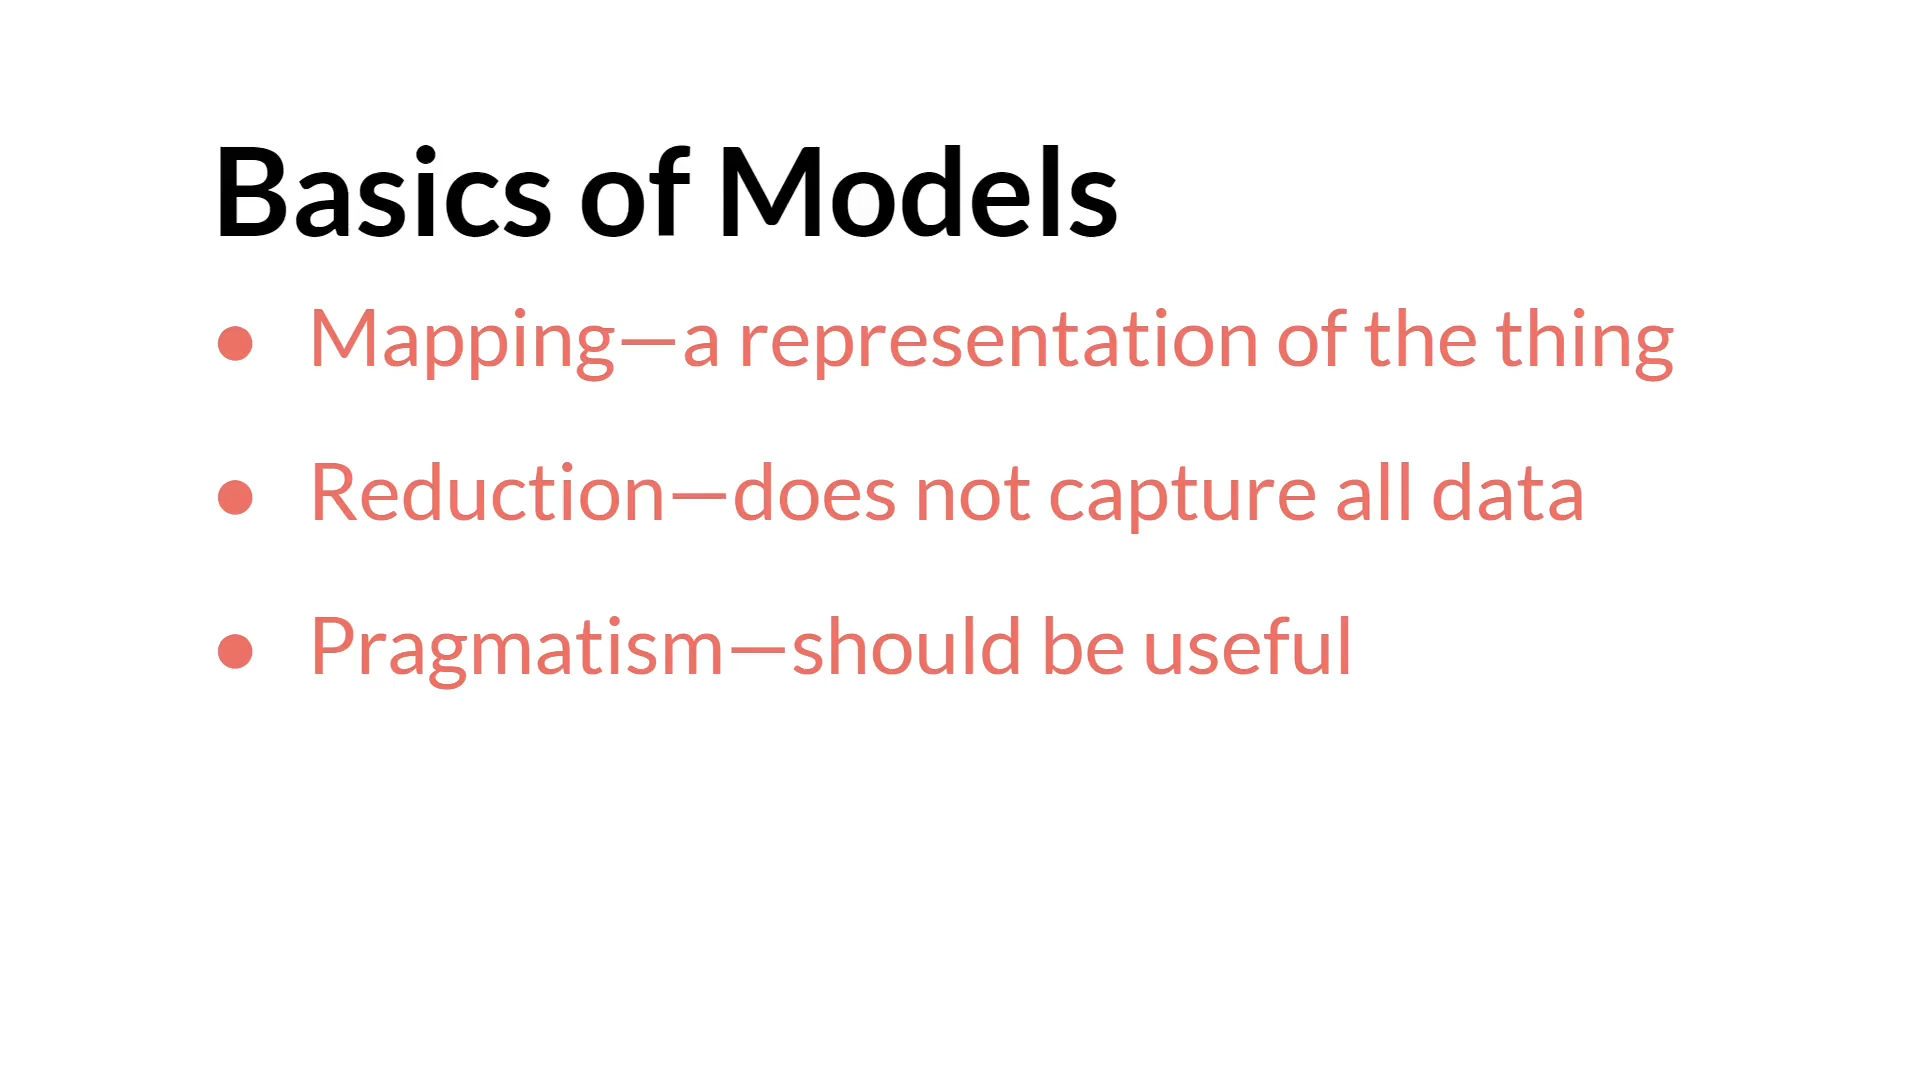 Basics of Models
● Mapping—a representation of the thing
● Reduction—does not capture all data
● Pragmatism—should be useful